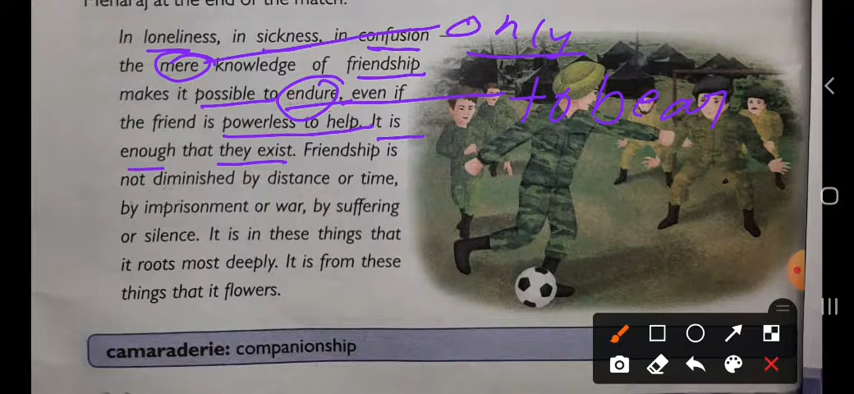 Meharaj at the end of the match.
In loneliness, in sickness, in confusion
only
the mere knowledge of friendship
makes it possible to endure, even if
to bear
the friend is powerless to help. It is
enough that they exist. Friendship is
not diminished by distance or time,
by imprisonment or war, by suffering
or silence. It is in these things that
it roots most deeply. It is from these
things that it flowers.
camaraderie: companionship